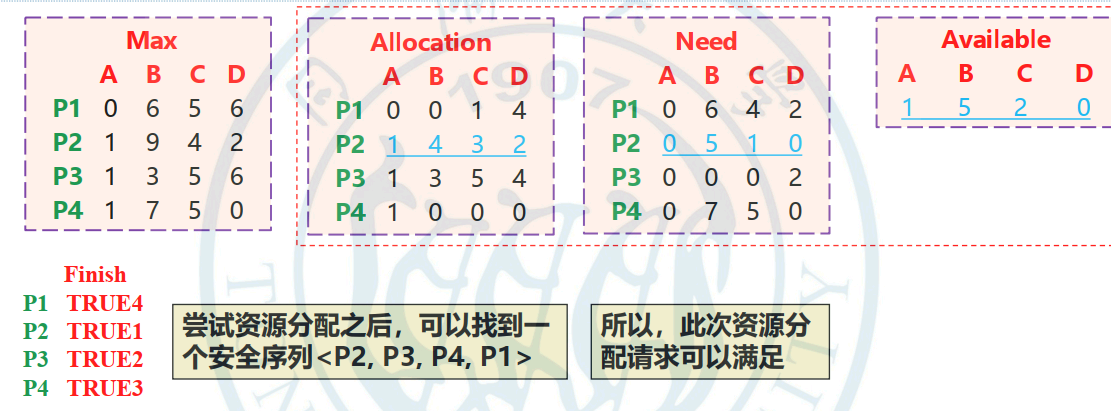 Max
A B C D
P1 0 6 5 6
P2 1 9 4 2
P3 1 3 5 6
P4 1 7 5 0
Allocation
A B C D
P1 0 0 1 4
P2 1 4 3 2
P3 1 3 5 4
P4 1 0 0 0
Need
A B C D
P1 0 6 4 2
P2 0 5 1 0
P3 0 0 0 2
P4 0 7 5 0
Available
A B C D
1 5 2 0
Finish
P1 TRUE4
P2 TRUE1
P3 TRUE2
P4 TRUE3
尝试资源分配之后，可以找到一
个安全序列<P2, P3, P4, P1>
所以，此次资源分
配请求可以满足
1907